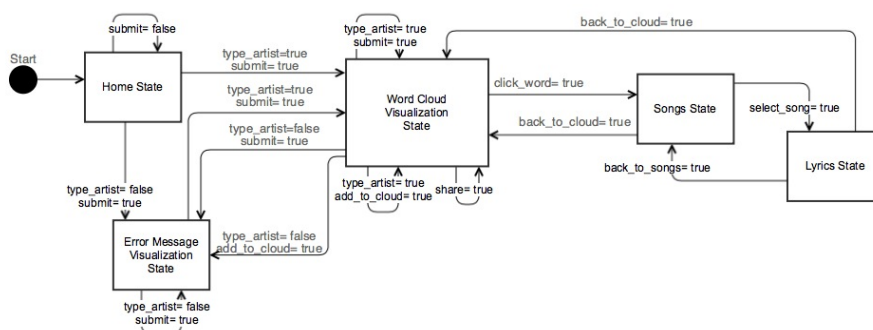 submit= false
type_artist= true
submit= true
back_to_cloud= true
Start
Home State
type_artist=true
submit= true
type_artist=true
submit= true
type_artist=false
submit= true
Word Cloud
Visualization
State
click_word= true
back_to_cloud= true
Songs State
select_song= true
back_to_songs= true
Lyrics State
type_artist= false
submit= true
type_artist= true
add_to_cloud= true
share= true
type_artist= false
add_to_cloud= true
Error Message
Visualization
State
type_artist= false
submit= true